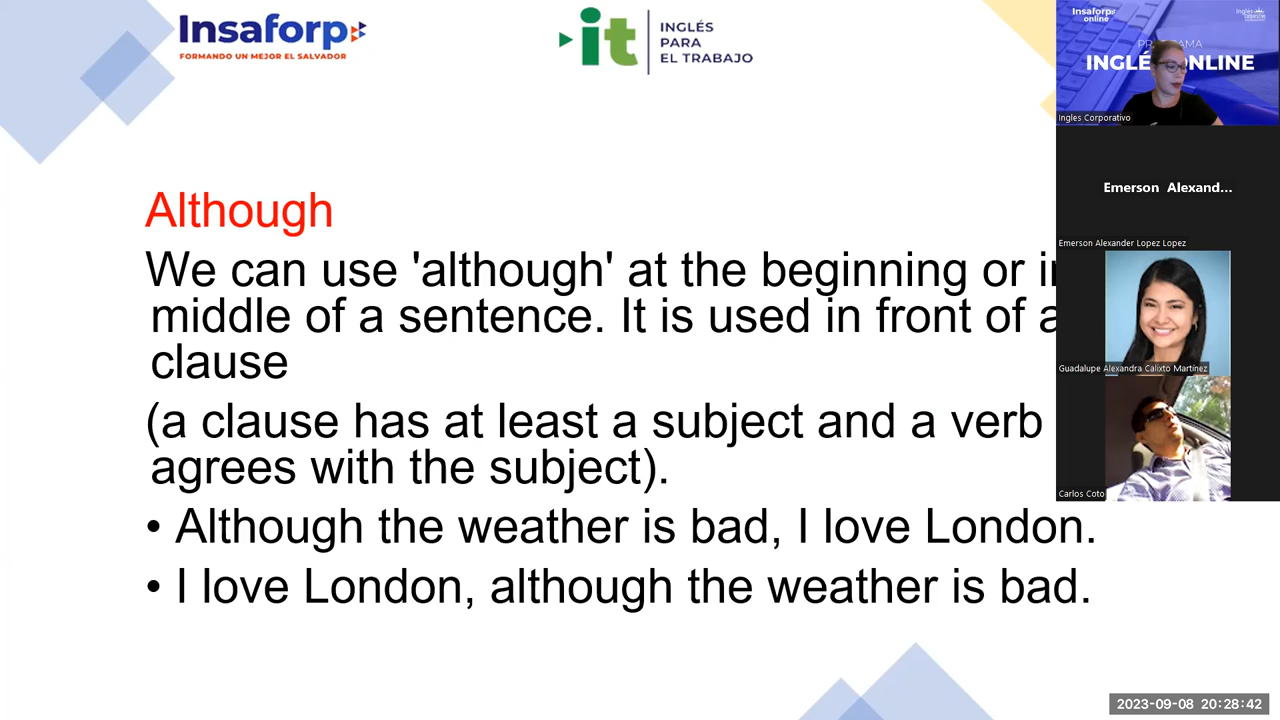 Insaforp
FORMANDO UN MEJOR EL SALVADOR
it
INGLÉS
PARA
EL TRABAJO
Although
We can use 'although' at the beginning or
middle of a sentence. It is used in front of
clause
(a clause has at least a subject and a verb
agrees with the subject).
• Although the weather is bad, I love London.
• I love London, although the weather is bad.
Insaforp
online
INGLÉ ONLINE
Ingles Corporativo
Emerson Alexand...
Emerson Alexander Lopez Lopez
Guadalupe Alexandra Calixto Martínez
Carlos Coto
2023-09-08 20:28:42